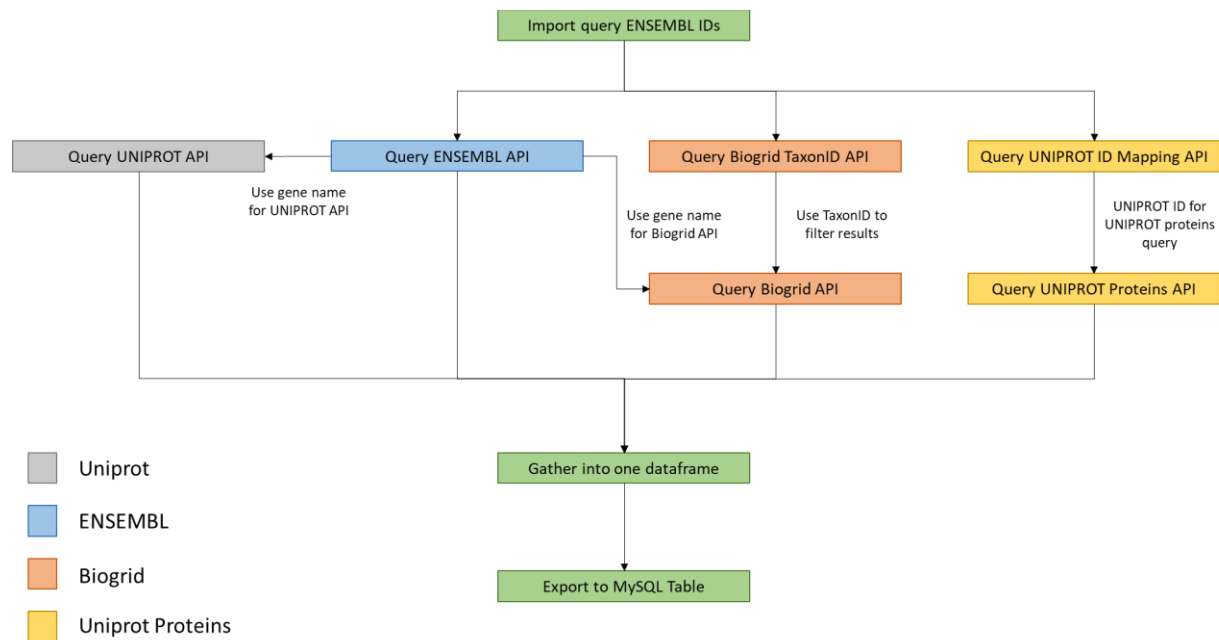 Import query ENSEMBL IDs
Query UNIPROT API
Query ENSEMBL API
Query Biogrid TaxonID API
Query UNIPROT ID Mapping API
Use gene name
for UNIPROT API
Use gene name
for Biogrid API
Use TaxonID to
filter results
UNIPROT ID for
UNIPROT proteins
query
Query Biogrid API
Query UNIPROT Proteins API
Gather into one dataframe
Export to MySQL Table
Uniprot
ENSEMBL
Biogrid
Uniprot Proteins